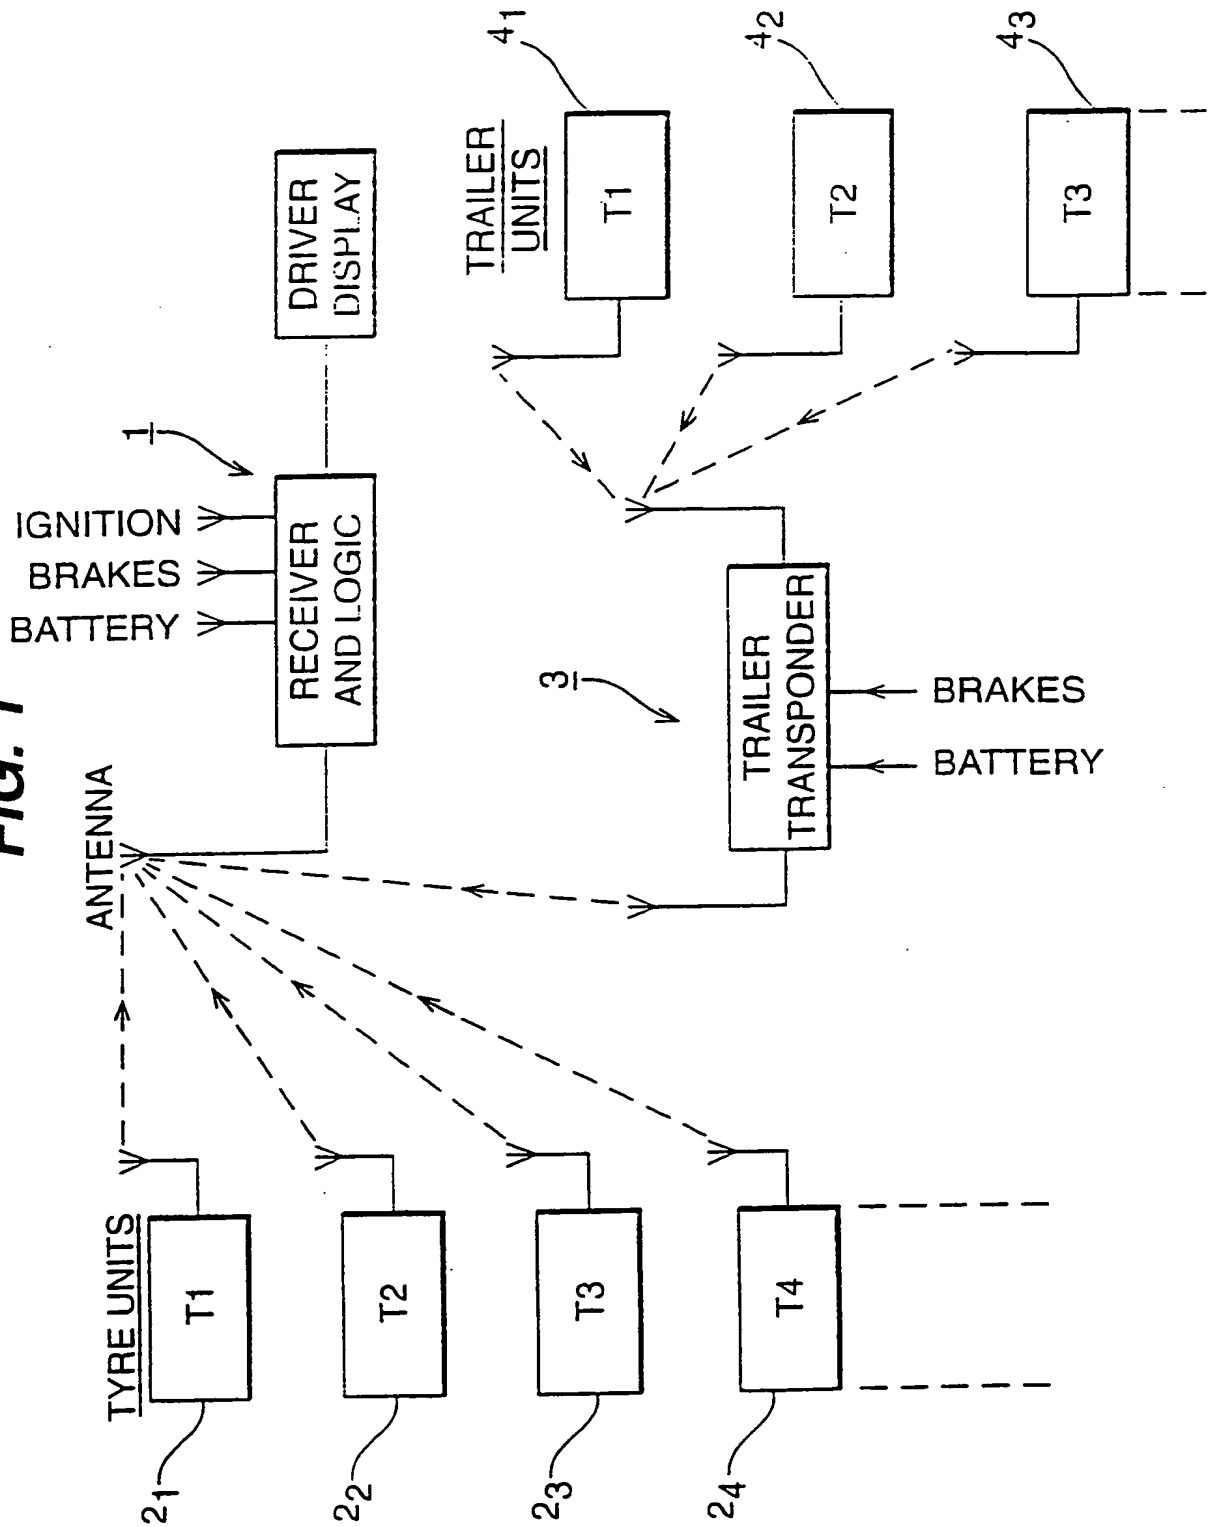 FIG. 1
TYRE UNITS
T1
T2
T3
T4
2₁
2₂
2₃
2₄
ANTENNA
BATTERY
BRAKES
IGNITION
1
RECEIVER
AND LOGIC
DRIVER
DISPLAY
3
TRAILER
TRANSPONDER
BATTERY
BRAKES
TRAILER
UNITS
T1
T2
T3
4₁
4₂
4₃